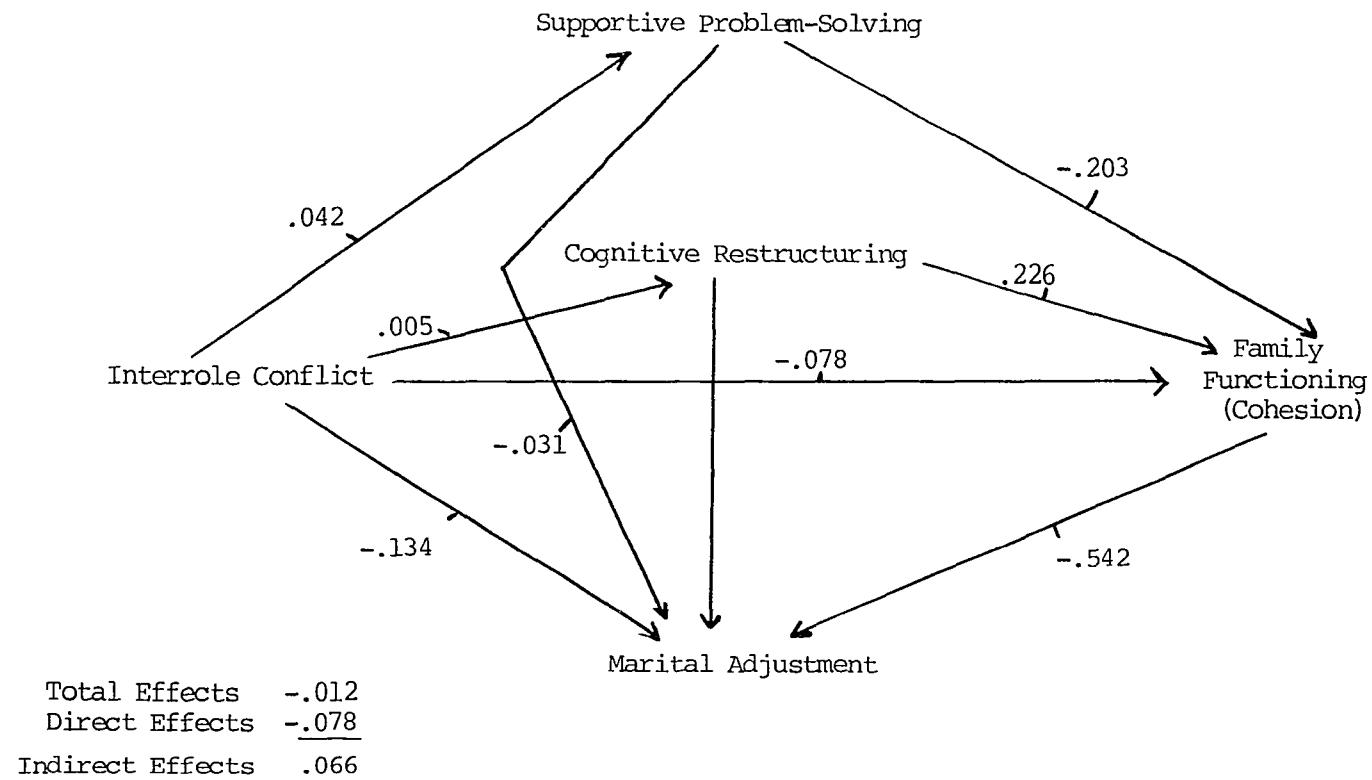 Supportive Problem-Solving
-.203
.042
Cognitive Restructuring
.226
.005
-.078
Interrole Conflict
Family
Functioning
(Cohesion)
-.031
-.134
-.542
Marital Adjustment
Total Effects -.012
Direct Effects -.078
Indirect Effects .066